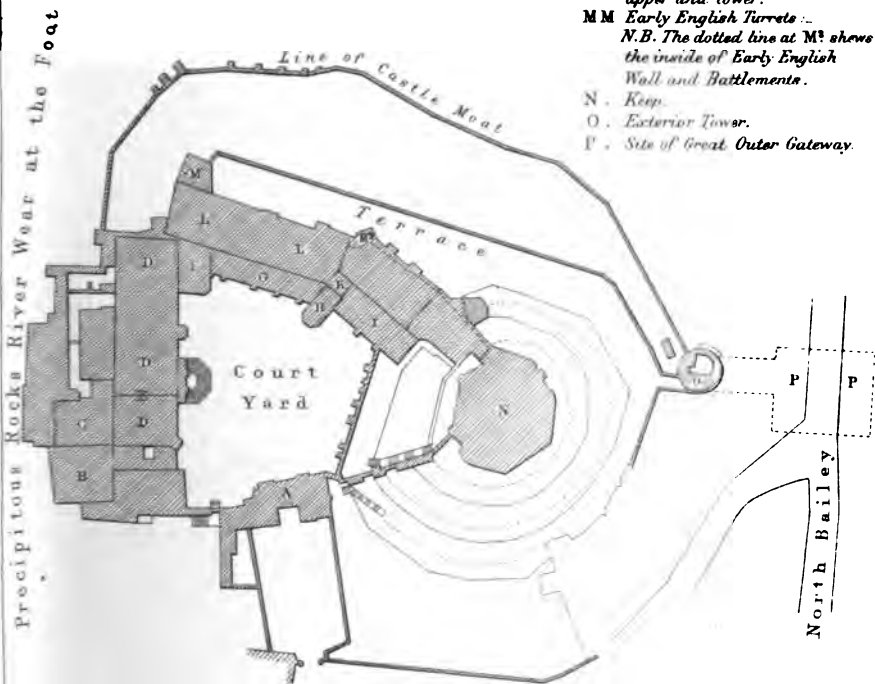 upper and lower.
M M Early English Turrets :-
N.B. The dotted line at M² shews
the inside of Early English
Wall and Battlements.
N. Keep.
O. Exterior Tower.
P. Site of Great Outer Gateway.
Line of Castle Moat
Precipitous Rocks River Wear at the Foot
M
Terrace
L
L
M²
D
I
G
K
H
I
D
Court
Yard
N
P
P
C
D
B
A
North Bailey